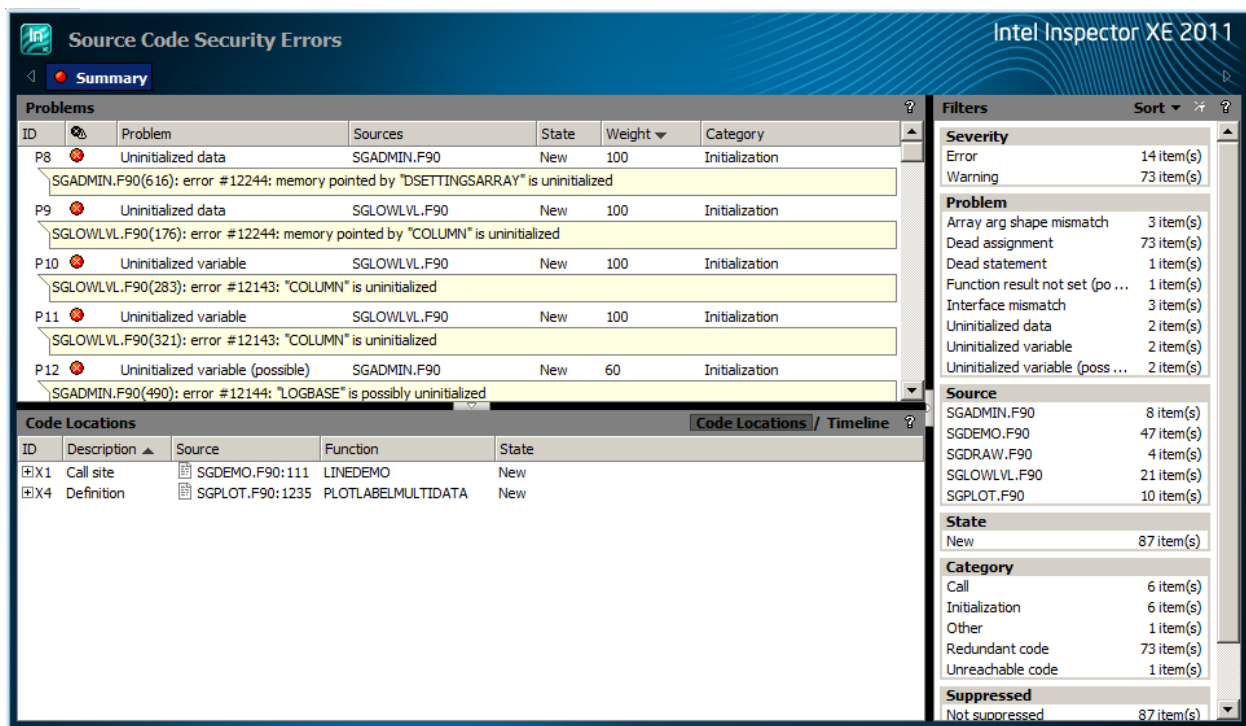 Source Code Security Errors
Intel Inspector XE 2011
Summary
Problems ?
ID Problem Sources State Weight Category
P8 Uninitialized data SGADMIN.F90 New 100 Initialization
SGADMIN.F90(616): error #12244: memory pointed by "DSETTINGSARRAY" is uninitialized
P9 Uninitialized data SGLOWLVL.F90 New 100 Initialization
SGLOWLVL.F90(176): error #12244: memory pointed by "COLUMN" is uninitialized
P10 Uninitialized variable SGLOWLVL.F90 New 100 Initialization
SGLOWLVL.F90(283): error #12143: "COLUMN" is uninitialized
P11 Uninitialized variable SGLOWLVL.F90 New 100 Initialization
SGLOWLVL.F90(321): error #12143: "COLUMN" is uninitialized
P12 Uninitialized variable (possible) SGADMIN.F90 New 60 Initialization
SGADMIN.F90(490): error #12144: "LOGBASE" is possibly uninitialized
Code Locations Code Locations / Timeline ?
ID Description Source Function State
X1 Call site SGDEMO.F90:111 LINEDEMO New
X4 Definition SGPLOT.F90:1235 PLOTLABELMULTIDATA New
Filters Sort ?
Severity
Error 14 item(s)
Warning 73 item(s)
Problem
Array arg shape mismatch 3 item(s)
Dead assignment 73 item(s)
Dead statement 1 item(s)
Function result not set (po ... 1 item(s)
Interface mismatch 3 item(s)
Uninitialized data 2 item(s)
Uninitialized variable 2 item(s)
Uninitialized variable (poss ... 2 item(s)
Source
SGADMIN.F90 8 item(s)
SGDEMO.F90 47 item(s)
SGDRAW.F90 4 item(s)
SGLOWLVL.F90 21 item(s)
SGPLOT.F90 10 item(s)
State
New 87 item(s)
Category
Call 6 item(s)
Initialization 6 item(s)
Other 1 item(s)
Redundant code 73 item(s)
Unreachable code 1 item(s)
Suppressed
Not suppressed 87 item(s)